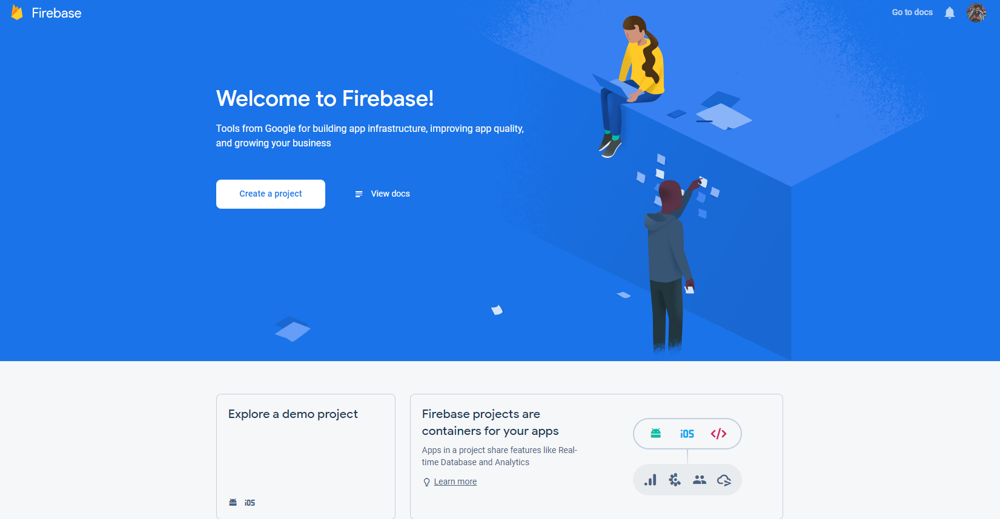 Firebase
Go to docs
Welcome to Firebase!
Tools from Google for building app infrastructure, improving app quality,
and growing your business
Create a project
View docs
Explore a demo project
iOS
Firebase projects are
containers for your apps
Apps in a project share features like Real-
time Database and Analytics
Learn more
iOS